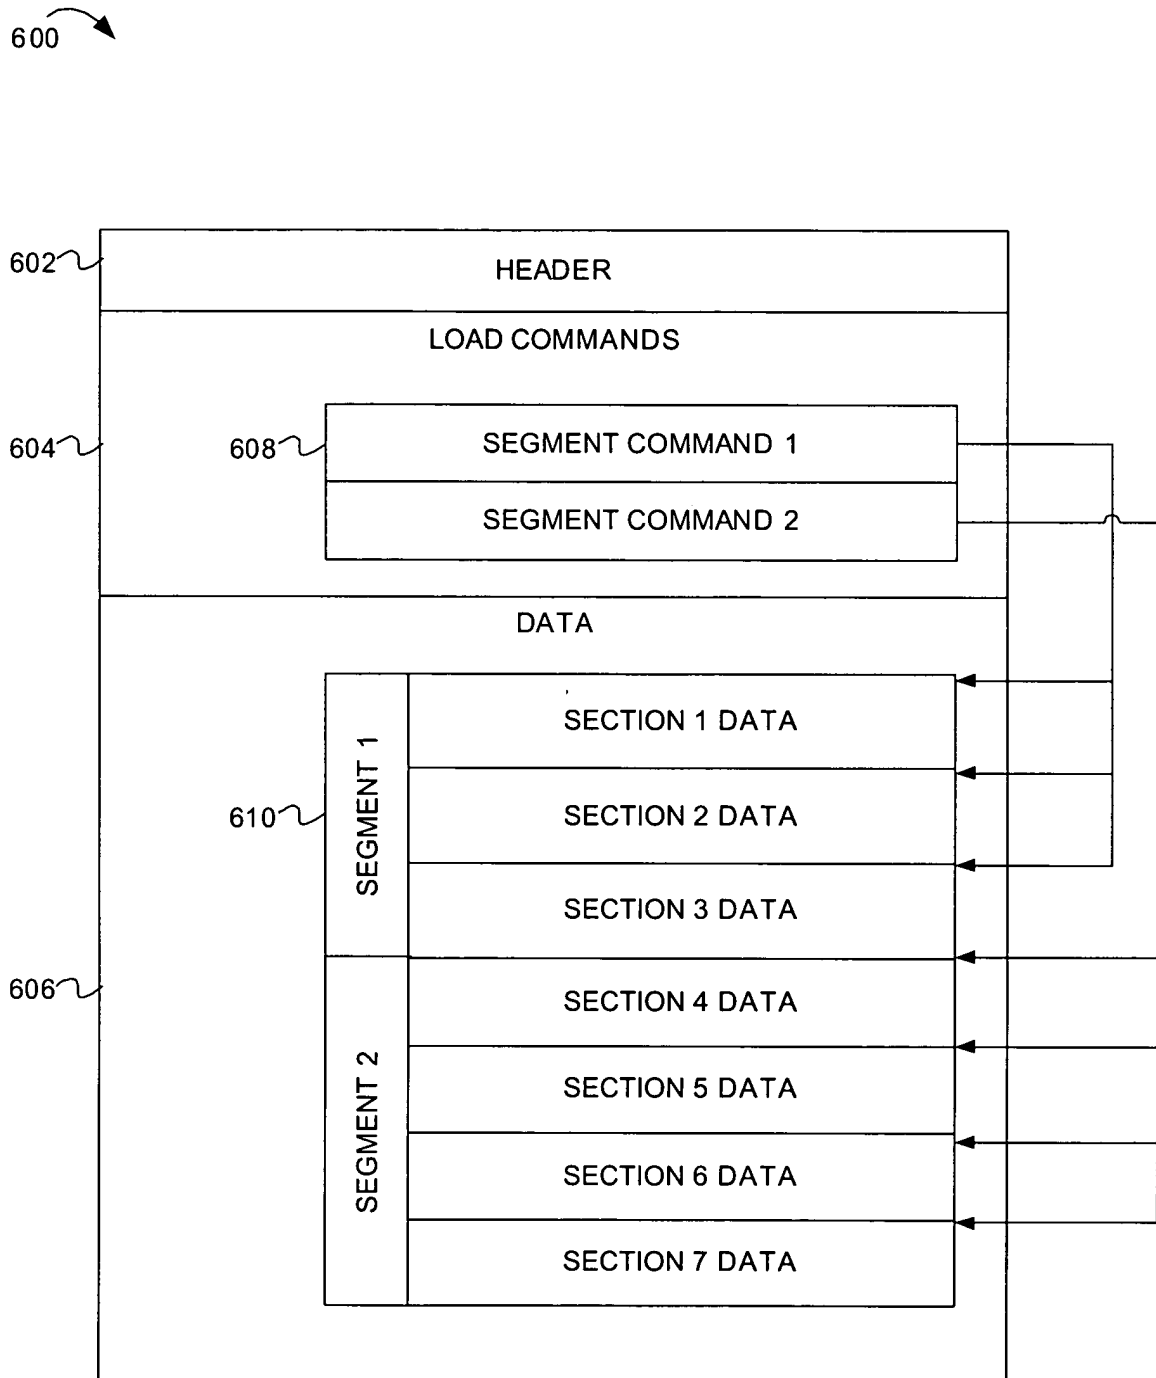 600
602
HEADER
LOAD COMMANDS
604
608
SEGMENT COMMAND 1
SEGMENT COMMAND 2
DATA
SEGMENT 1
SECTION 1 DATA
610
SECTION 2 DATA
SECTION 3 DATA
606
SEGMENT 2
SECTION 4 DATA
SECTION 5 DATA
SECTION 6 DATA
SECTION 7 DATA